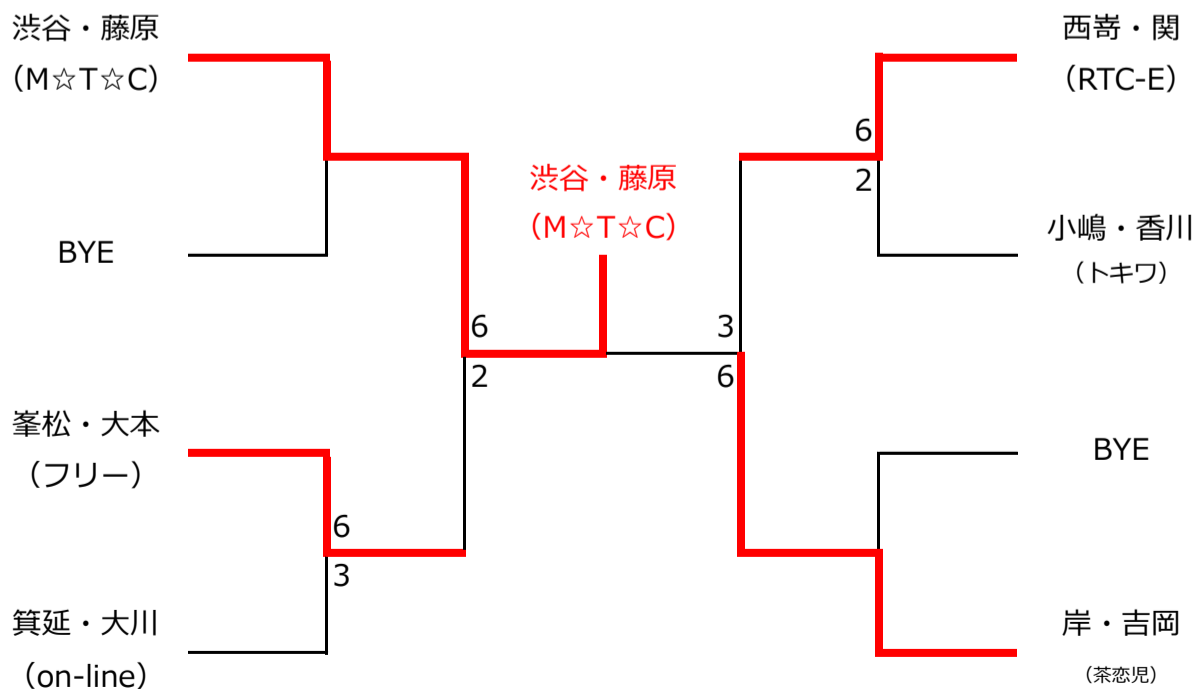 渋谷・藤原
（M☆T☆C）
BYE
峯松・大本
（フリー）
箕延・大川
（on-line）
6
3
6
2
渋谷・藤原
（M☆T☆C）
3
6
6
2
西嵜・関
（RTC-E）
小嶋・香川
（トキワ）
BYE
岸・吉岡
（茶恋児）